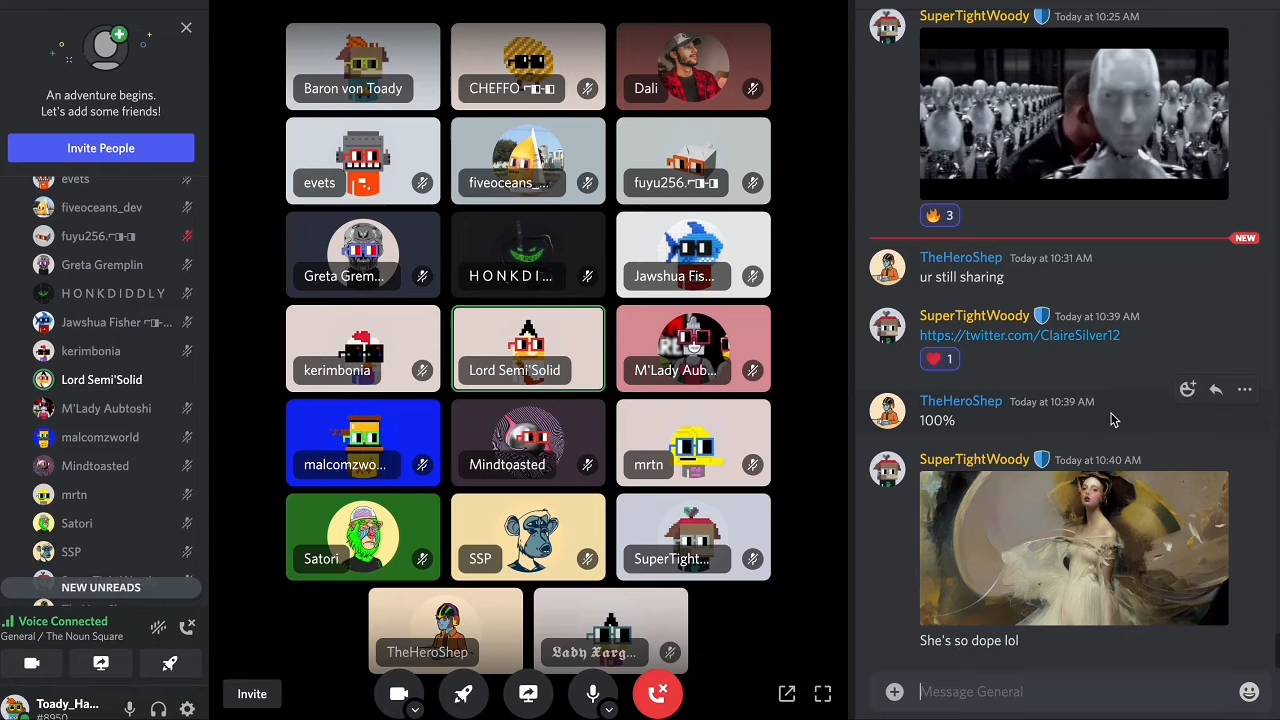 An adventure begins.
Let's add some friends!
Invite People
evets
fiveoceans_dev
fuyu256.⌐◨-◨
Greta Gremplin
H O N K D I D D L Y
Jawshua Fisher ⌐◨-...
kerimbonia
Lord Semi'Solid
M'Lady Aubtoshi
malcomzworld
Mindtoasted
mrtn
Satori
SSP
NEW UNREADS
Voice Connected
General / The Noun Square
Toady_Ha...
#8950
Baron von Toady
CHEFFO ⌐◨-◨
Dali
evets
fiveoceans_...
fuyu256.⌐◨-◨
Greta Grem...
H O N K D I ...
Jawshua Fis...
kerimbonia
Lord Semi'Solid
M'Lady Aub...
malcomzwo...
Mindtoasted
mrtn
Satori
SSP
SuperTight...
TheHeroShep
𝕷𝖆𝖉𝖞 𝖃𝖆𝖗𝖌...
Invite
SuperTightWoody Today at 10:25 AM
🔥 3
NEW
TheHeroShep Today at 10:31 AM
ur still sharing
SuperTightWoody Today at 10:39 AM
https://twitter.com/ClaireSilver12
❤️ 1
TheHeroShep Today at 10:39 AM
100%
SuperTightWoody Today at 10:40 AM
She's so dope lol
Message General